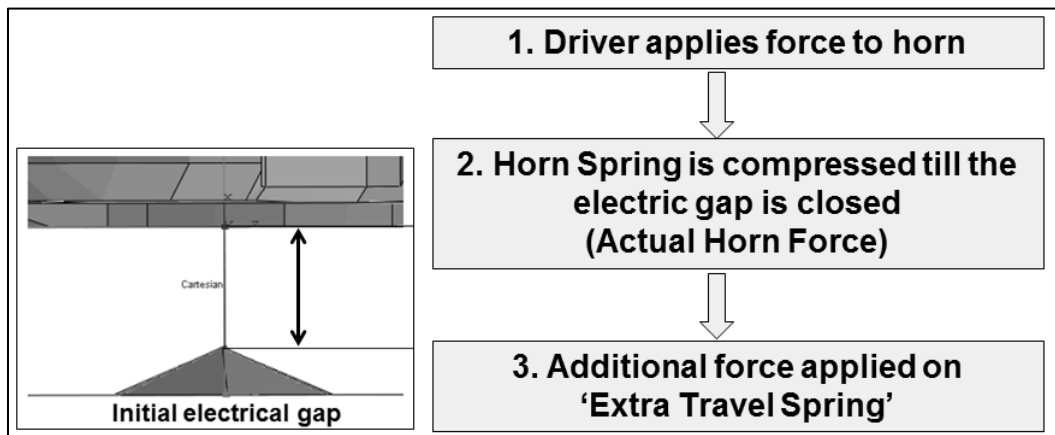 1. Driver applies force to horn
2. Horn Spring is compressed till the
electric gap is closed
(Actual Horn Force)
3. Additional force applied on
‘Extra Travel Spring’
Cartesian
Initial electrical gap